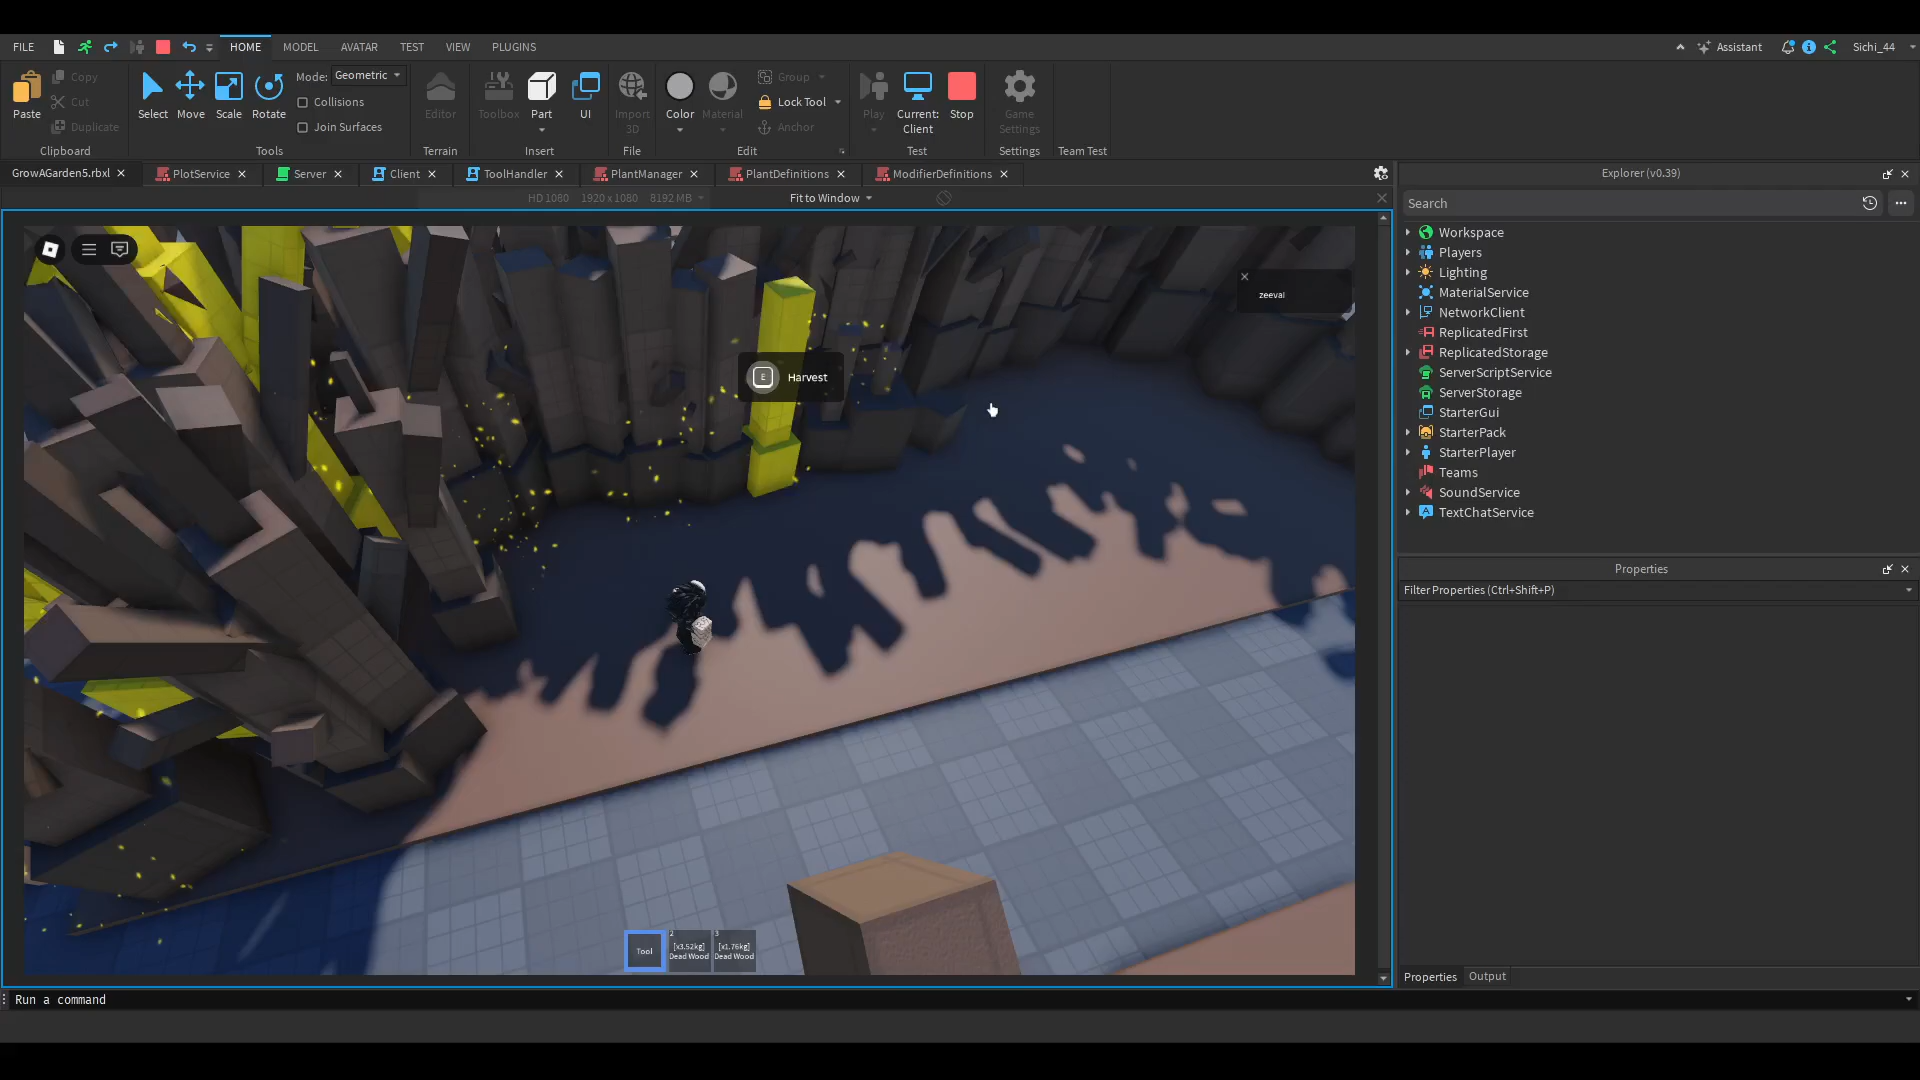 FILE HOME MODEL AVATAR TEST VIEW PLUGINS Assistant Sichi_44
Paste Copy Cut Duplicate Clipboard
Select Move Scale Rotate Mode: Geometric Collisions Join Surfaces Tools
Editor Terrain
Toolbox Part UI Insert
Import 3D File
Color Material Group Lock Tool Anchor Edit
Play Current: Client Stop Test
Game Settings Settings
Team Test
GrowAGarden5.rbxl PlotService Server Client ToolHandler PlantManager PlantDefinitions ModifierDefinitions
HD 1080 1920 x 1080 8192 MB Fit to Window
zeeval
E Harvest
Tool
2 [x3.52kg] Dead Wood
3 [x1.76kg] Dead Wood
Explorer (v0.39)
Search
Workspace
Players
Lighting
MaterialService
NetworkClient
ReplicatedFirst
ReplicatedStorage
ServerScriptService
ServerStorage
StarterGui
StarterPack
StarterPlayer
Teams
SoundService
TextChatService
Properties
Filter Properties (Ctrl+Shift+P)
Properties Output
Run a command